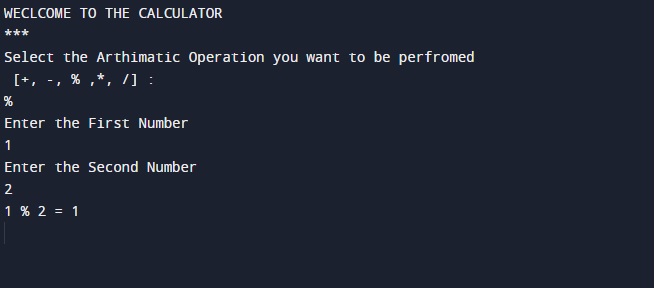 WECLCOME TO THE CALCULATOR
***
Select the Arthimatic Operation you want to be perfromed
[+, -, % ,*, /] :
%
Enter the First Number
1
Enter the Second Number
2
1 % 2 = 1